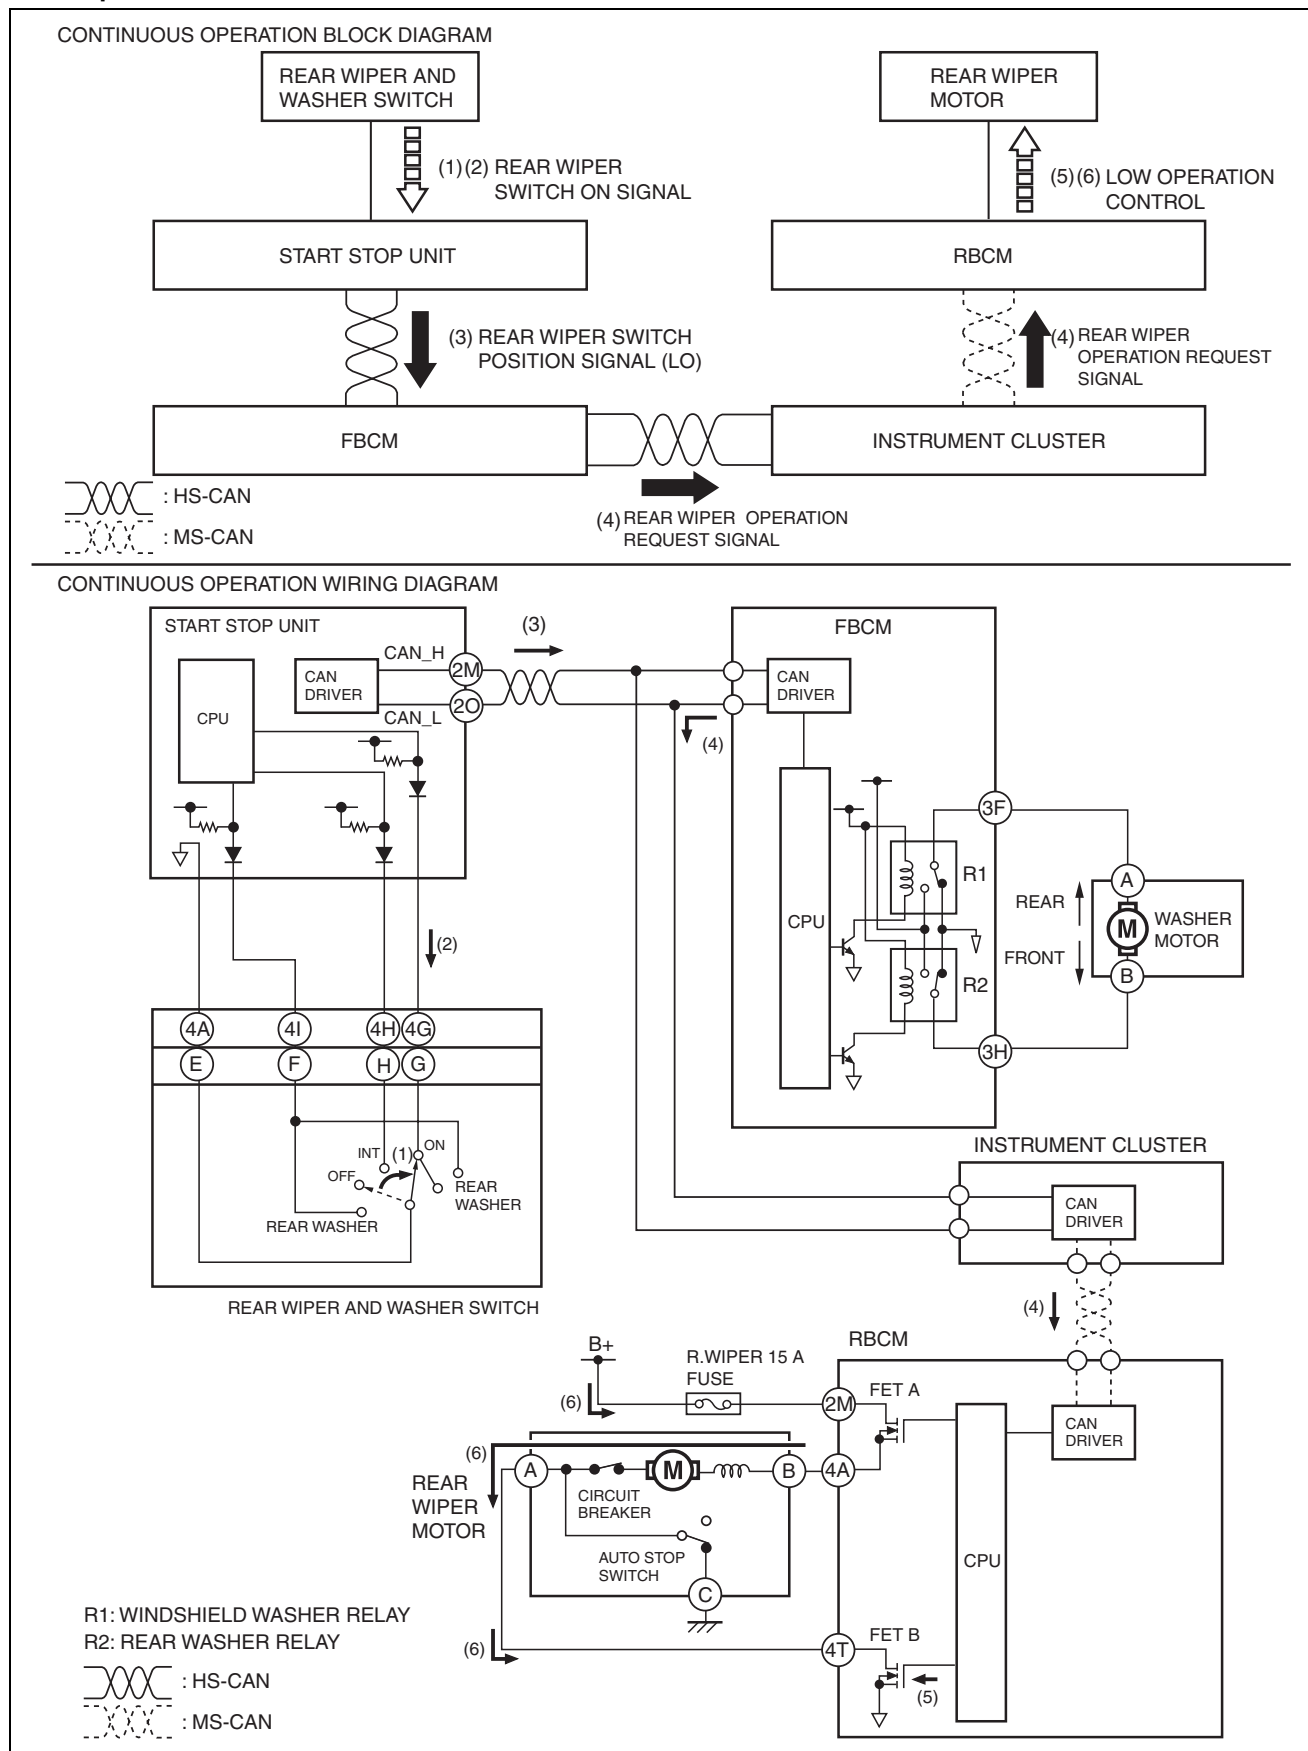 CONTINUOUS OPERATION BLOCK DIAGRAM
REAR WIPER AND
WASHER SWITCH
REAR WIPER
MOTOR
(1)(2) REAR WIPER
SWITCH ON SIGNAL
(5)(6) LOW OPERATION
CONTROL
START STOP UNIT
RBCM
(3) REAR WIPER SWITCH
POSITION SIGNAL (LO)
(4) REAR WIPER
OPERATION REQUEST
SIGNAL
FBCM
INSTRUMENT CLUSTER
: HS-CAN
: MS-CAN
(4) REAR WIPER OPERATION
REQUEST SIGNAL
CONTINUOUS OPERATION WIRING DIAGRAM
START STOP UNIT
CPU
CAN
DRIVER
CAN_H
2M
CAN_L
2O
(3)
FBCM
CAN
DRIVER
(4)
CPU
R1
R2
3F
3H
REAR
FRONT
A
M
B
WASHER
MOTOR
(2)
4A
4I
4H
4G
E
F
H
G
INT
(1)
ON
OFF
REAR WASHER
REAR
WASHER
REAR WIPER AND WASHER SWITCH
INSTRUMENT CLUSTER
CAN
DRIVER
(4)
RBCM
B+
R.WIPER 15 A
FUSE
(6)
2M
FET A
CAN
DRIVER
(6)
A
M
B
4A
REAR
WIPER
MOTOR
CIRCUIT
BREAKER
AUTO STOP
SWITCH
C
CPU
(6)
4T
FET B
(5)
R1: WINDSHIELD WASHER RELAY
R2: REAR WASHER RELAY
: HS-CAN
: MS-CAN